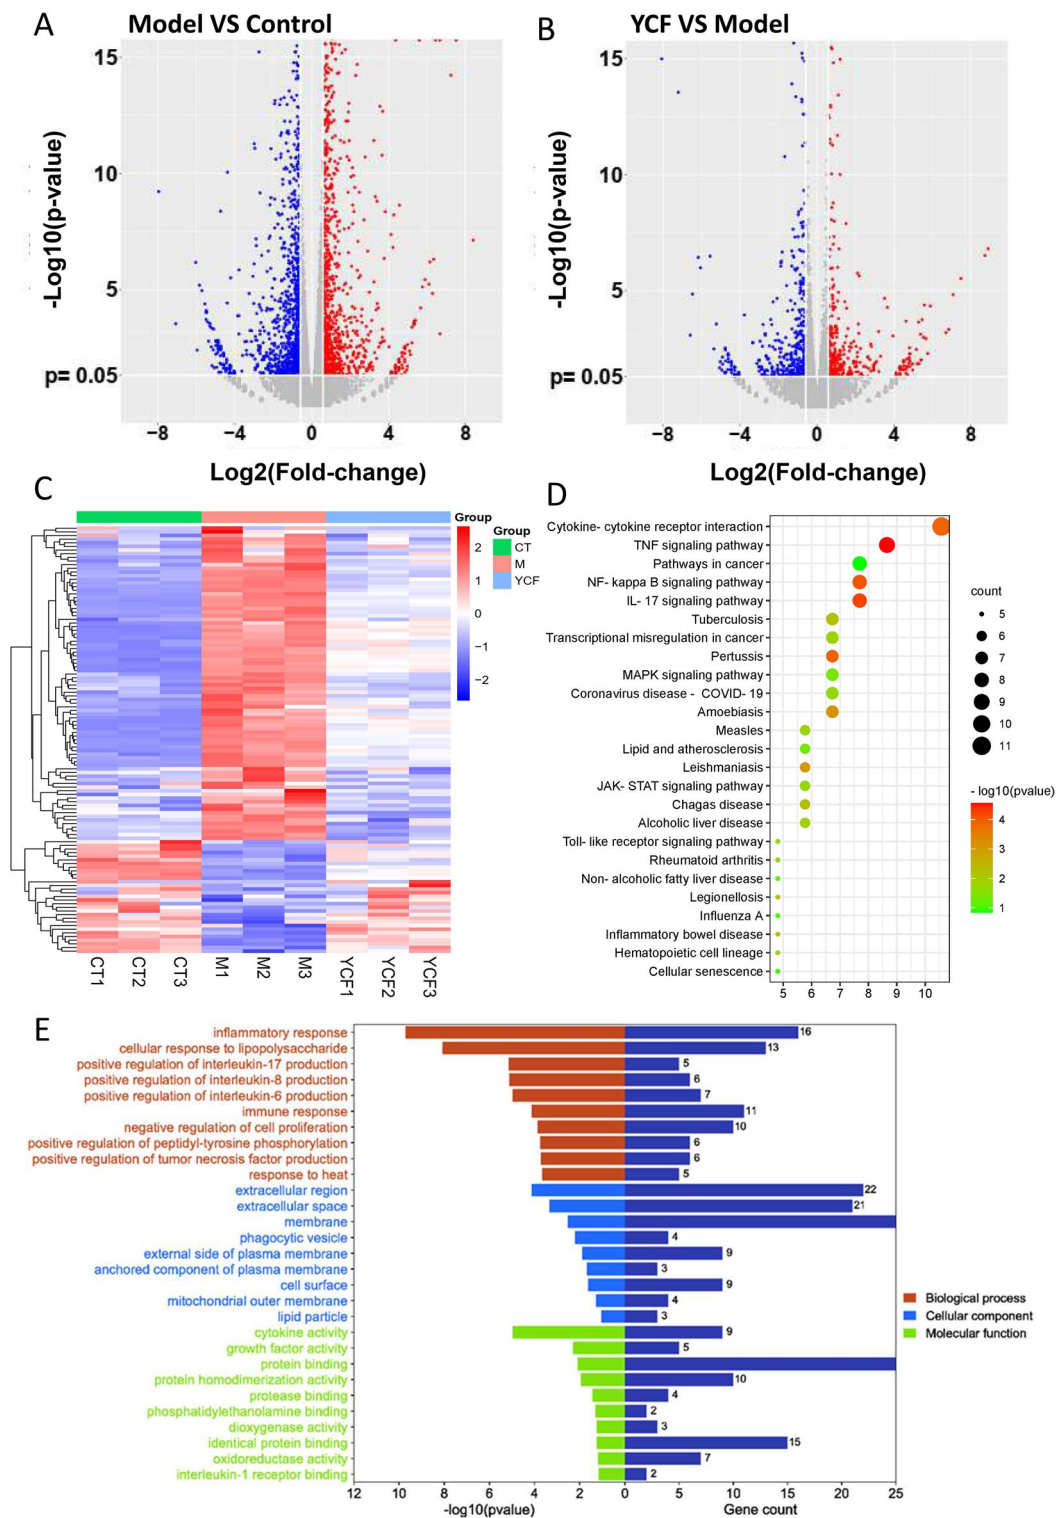 A
Model VS Control
15
10
5
p= 0.05
-Log10(p-value)
−8
−4
0
4
8
Log2(Fold-change)
B
YCF VS Model
15
10
5
p= 0.05
-Log10(p-value)
−8
−4
0
4
8
Log2(Fold-change)
C
Group
2
1
0
−1
−2
Group
CT
M
YCF
CT1
CT2
CT3
M1
M2
M3
YCF1
YCF2
YCF3
D
Cytokine- cytokine receptor interaction
TNF signaling pathway
Pathways in cancer
NF- kappa B signaling pathway
IL- 17 signaling pathway
Tuberculosis
Transcriptional misregulation in cancer
Pertussis
MAPK signaling pathway
Coronavirus disease - COVID- 19
Amoebiasis
Measles
Lipid and atherosclerosis
Leishmaniasis
JAK- STAT signaling pathway
Chagas disease
Alcoholic liver disease
Toll- like receptor signaling pathway
Rheumatoid arthritis
Non- alcoholic fatty liver disease
Legionellosis
Influenza A
Inflammatory bowel disease
Hematopoietic cell lineage
Cellular senescence
5 6 7 8 9 10
count
5
6
7
8
9
10
11
- log10(pvalue)
4
3
2
1
E
inflammatory response 16
cellular response to lipopolysaccharide 13
positive regulation of interleukin-17 production 5
positive regulation of interleukin-8 production 6
positive regulation of interleukin-6 production 7
immune response 11
negative regulation of cell proliferation 10
positive regulation of peptidyl-tyrosine phosphorylation 6
positive regulation of tumor necrosis factor production 6
response to heat 5
extracellular region 22
extracellular space 21
membrane
phagocytic vesicle 4
external side of plasma membrane 9
anchored component of plasma membrane 3
cell surface 9
mitochondrial outer membrane 4
lipid particle 3
cytokine activity 9
growth factor activity 5
protein binding
protein homodimerization activity 10
protease binding 4
phosphatidylethanolamine binding 2
dioxygenase activity 3
identical protein binding 15
oxidoreductase activity 7
interleukin-1 receptor binding 2
12 10 8 6 4 2 0 5 10 15 20 25
-log10(pvalue) Gene count
Biological process
Cellular component
Molecular function